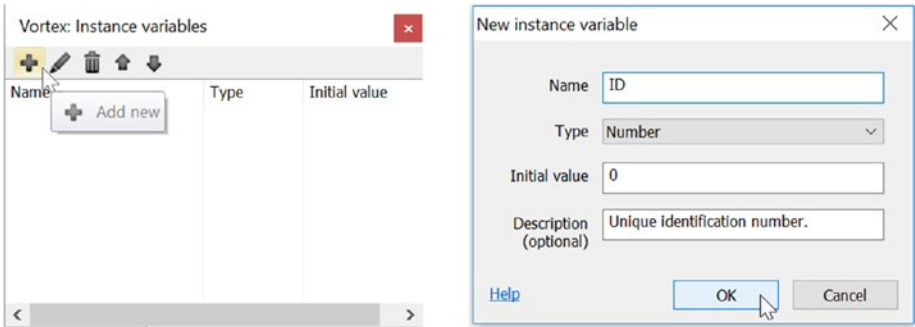 Vortex: Instance variables
Name
Type
Initial value
Add new
New instance variable
Name
ID
Type
Number
Initial value
0
Description
(optional)
Unique identification number.
Help
OK
Cancel